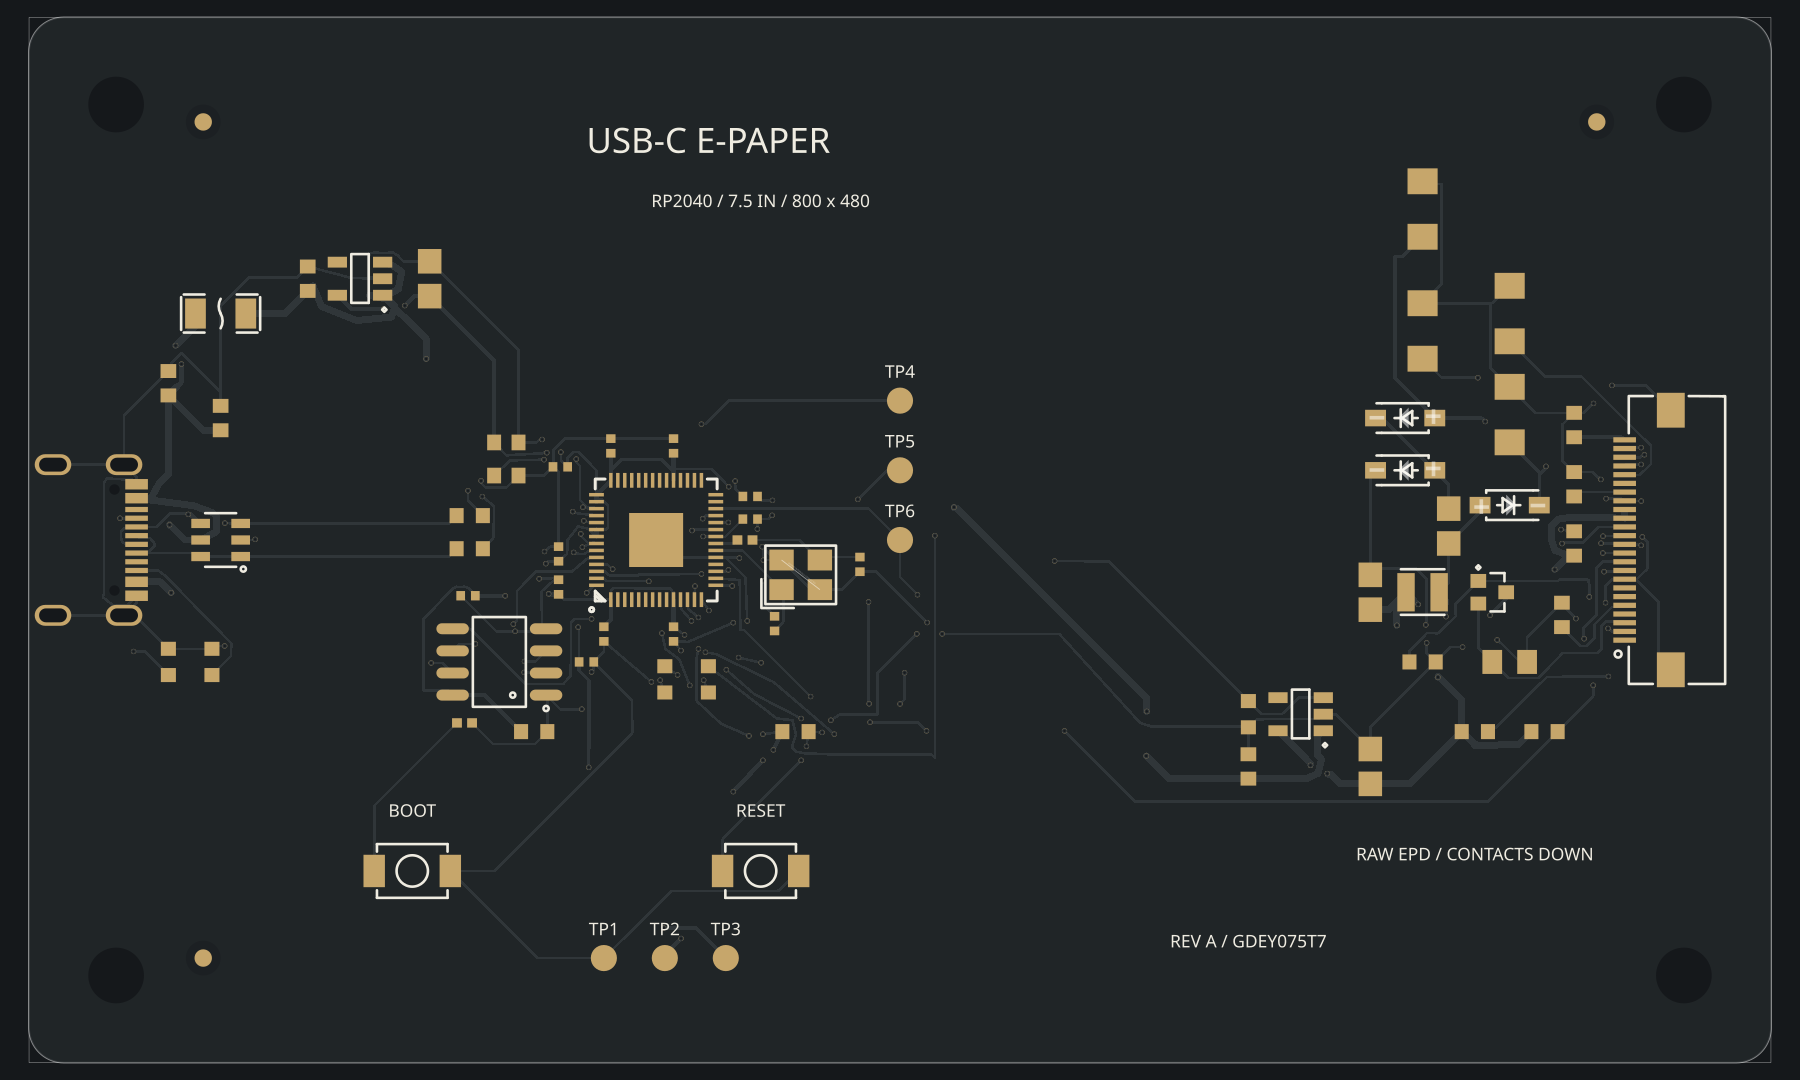 USB-C E-PAPER
RP2040 / 7.5 IN / 800 x 480
TP4
TP5
TP6
BOOT
RESET
RAW EPD / CONTACTS DOWN
TP1
TP2
TP3
REV A / GDEY075T7